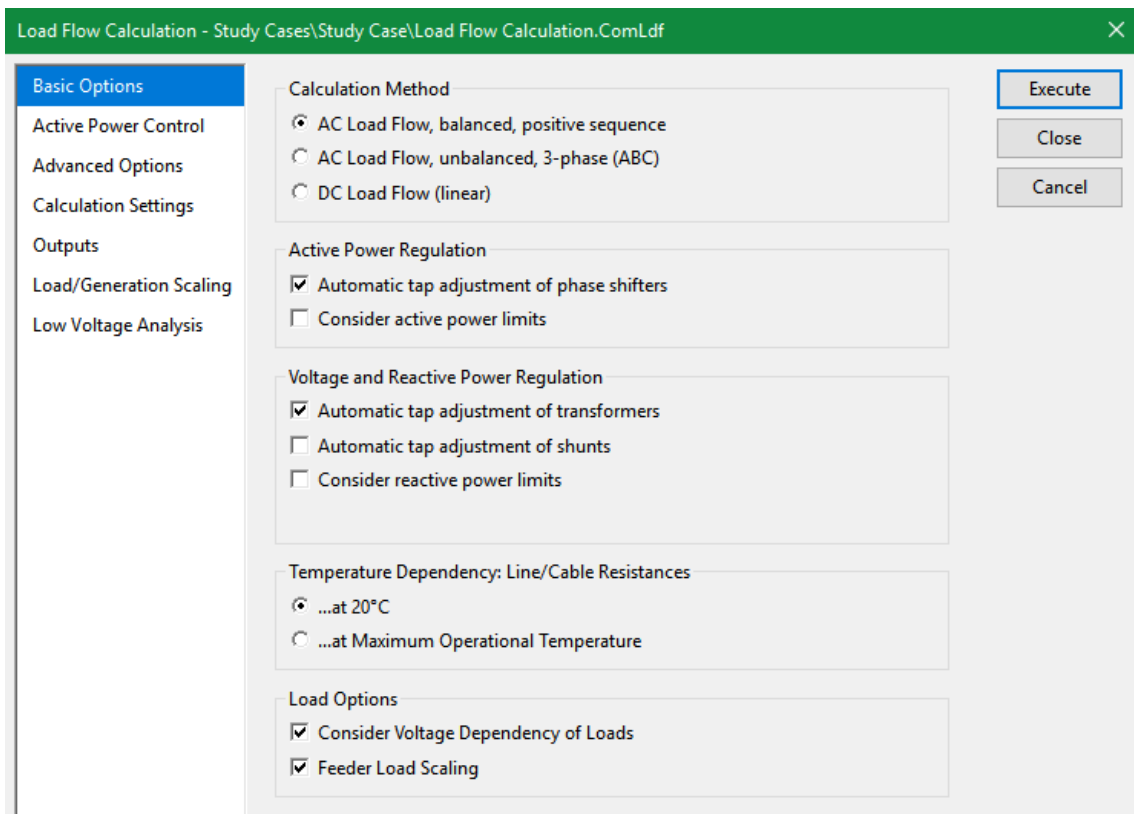 Load Flow Calculation - Study Cases\Study Case\Load Flow Calculation.ComLdf
Basic Options
Active Power Control
Advanced Options
Calculation Settings
Outputs
Load/Generation Scaling
Low Voltage Analysis
Calculation Method
AC Load Flow, balanced, positive sequence
AC Load Flow, unbalanced, 3-phase (ABC)
DC Load Flow (linear)
Active Power Regulation
Automatic tap adjustment of phase shifters
Consider active power limits
Voltage and Reactive Power Regulation
Automatic tap adjustment of transformers
Automatic tap adjustment of shunts
Consider reactive power limits
Temperature Dependency: Line/Cable Resistances
...at 20°C
...at Maximum Operational Temperature
Load Options
Consider Voltage Dependency of Loads
Feeder Load Scaling
Execute
Close
Cancel